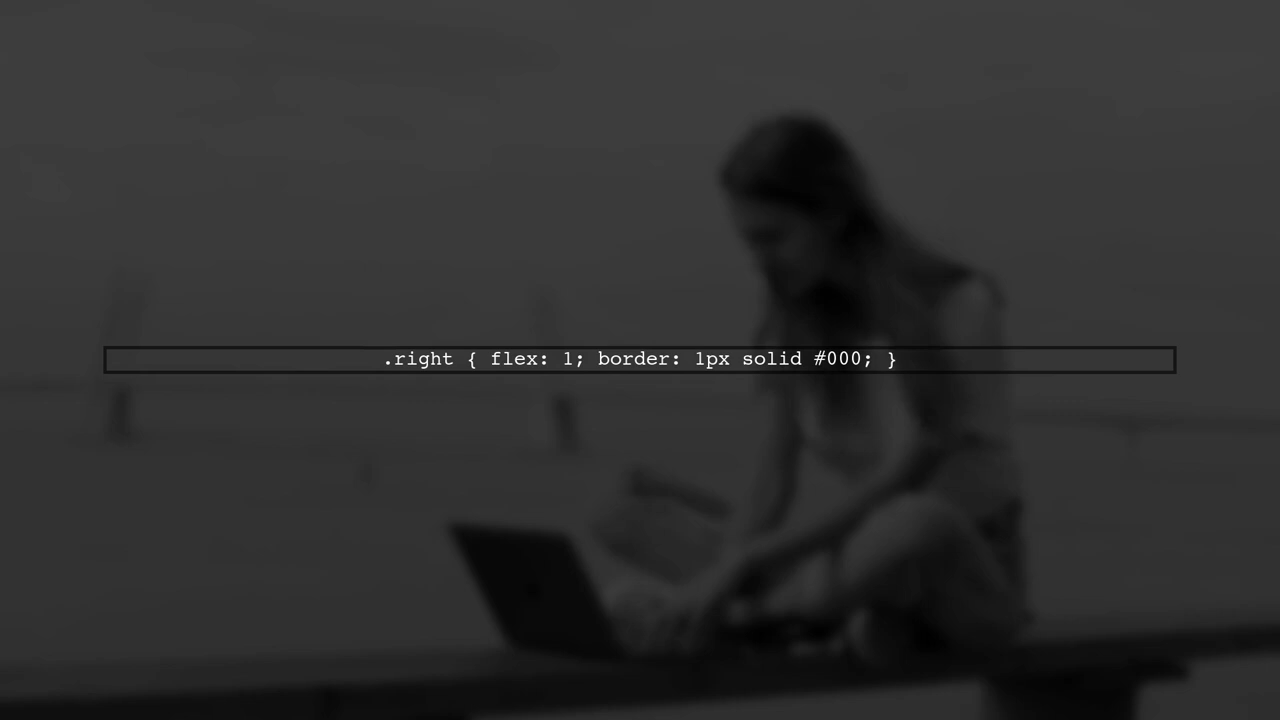 .right { flex: 1; border: 1px solid #000; }